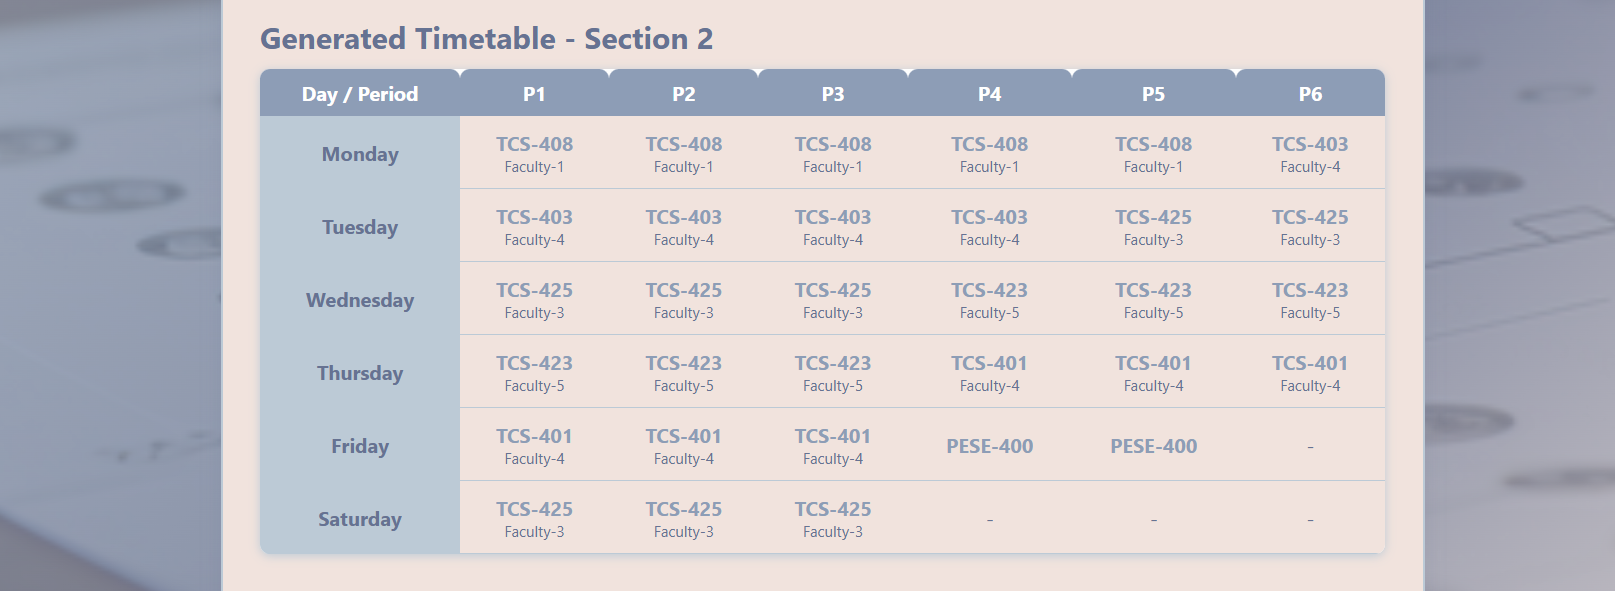 Generated Timetable - Section 2
Day / Period P1 P2 P3 P4 P5 P6
Monday TCS-408 TCS-408 TCS-408 TCS-408 TCS-408 TCS-403
Faculty-1 Faculty-1 Faculty-1 Faculty-1 Faculty-1 Faculty-4
Tuesday TCS-403 TCS-403 TCS-403 TCS-403 TCS-425 TCS-425
Faculty-4 Faculty-4 Faculty-4 Faculty-4 Faculty-3 Faculty-3
Wednesday TCS-425 TCS-425 TCS-425 TCS-423 TCS-423 TCS-423
Faculty-3 Faculty-3 Faculty-3 Faculty-5 Faculty-5 Faculty-5
Thursday TCS-423 TCS-423 TCS-423 TCS-401 TCS-401 TCS-401
Faculty-5 Faculty-5 Faculty-5 Faculty-4 Faculty-4 Faculty-4
Friday TCS-401 TCS-401 TCS-401 PESE-400 PESE-400 -
Faculty-4 Faculty-4 Faculty-4
Saturday TCS-425 TCS-425 TCS-425 - - -
Faculty-3 Faculty-3 Faculty-3